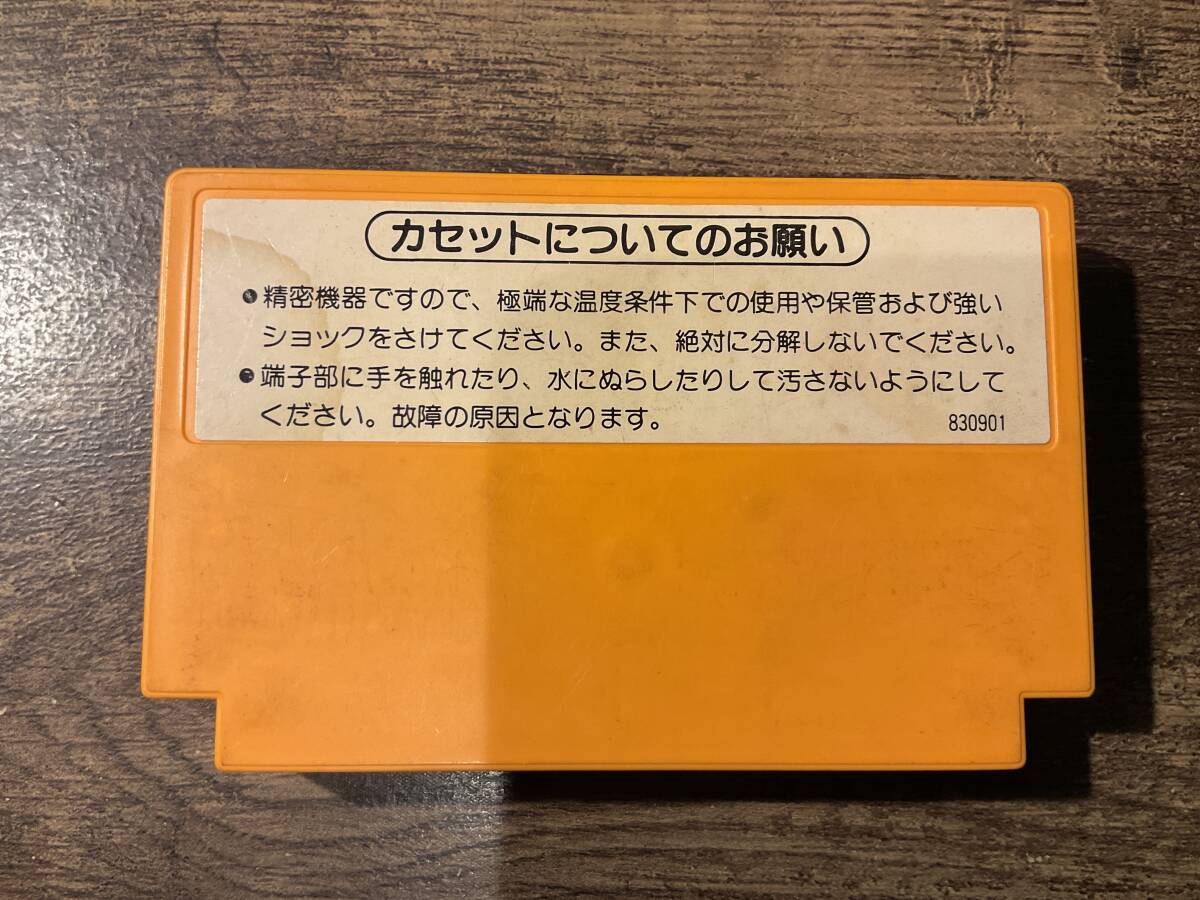 カセットについてのお願い
●精密機器ですので、極端な温度条件下での使用や保管および強い
ショックをさけてください。また、絶対に分解しないでください。
●端子部に手を触れたり、水にぬらしたりして汚さないようにして
ください。故障の原因となります。
830901